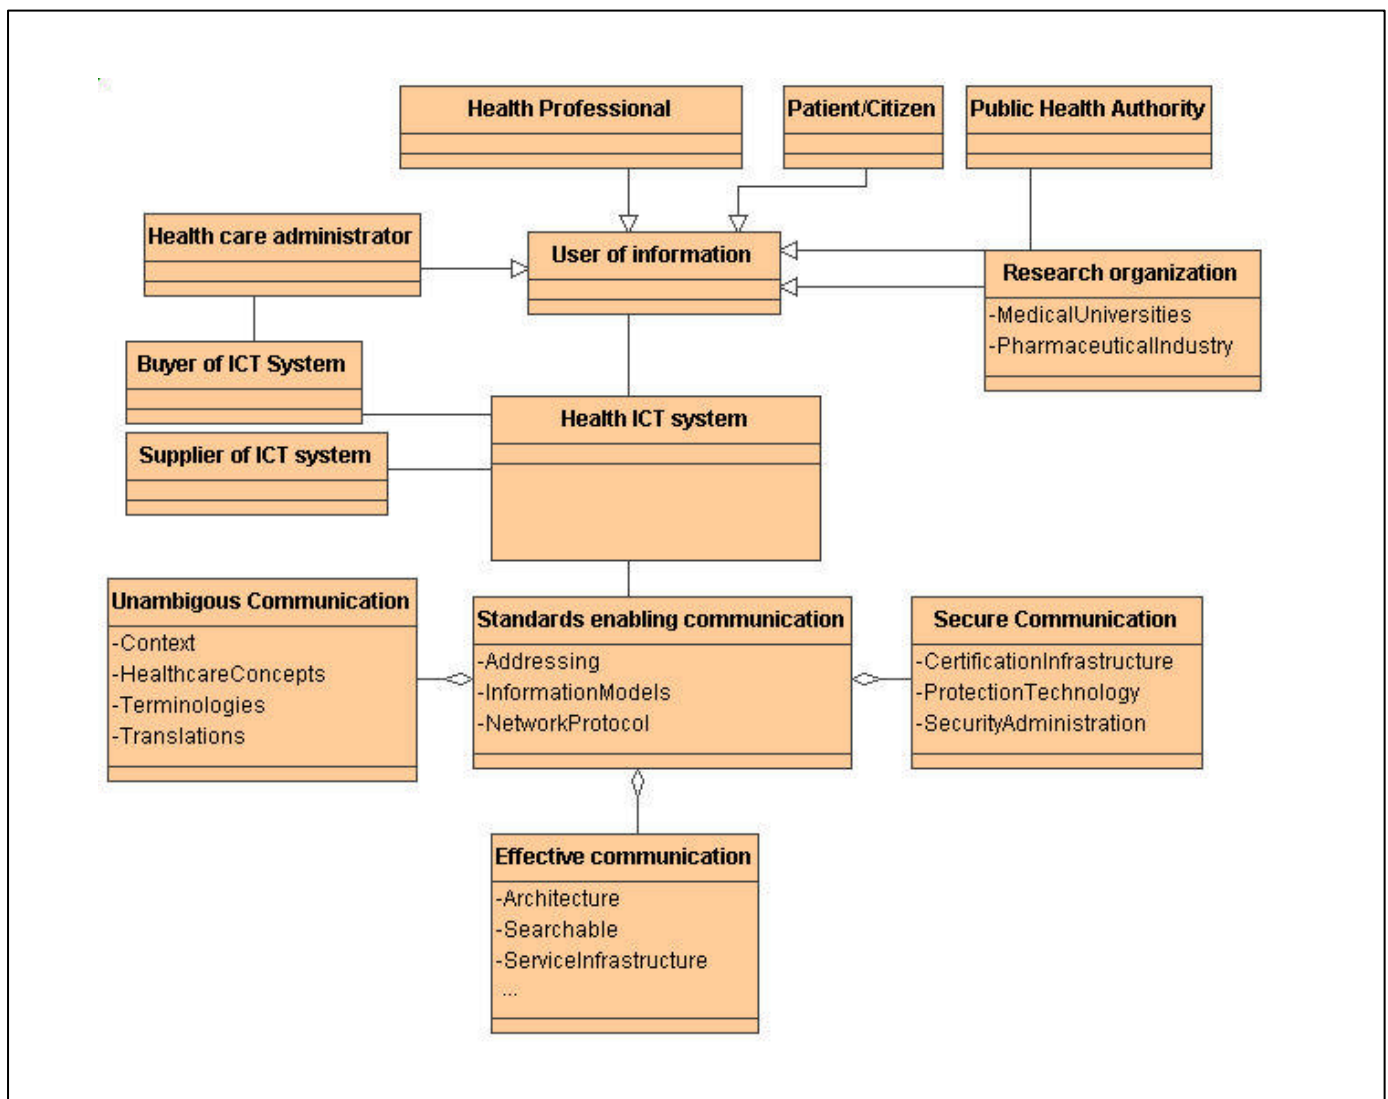 Health Professional
Patient/Citizen
Public Health Authority
Health care administrator
User of information
Research organization
-MedicalUniversities
-PharmaceuticalIndustry
Buyer of ICT System
Health ICT system
Supplier of ICT system
Unambigous Communication
-Context
-HealthcareConcepts
-Terminologies
-Translations
Standards enabling communication
-Addressing
-InformationModels
-NetworkProtocol
Secure Communication
-CertificationInfrastructure
-ProtectionTechnology
-SecurityAdministration
Effective communication
-Architecture
-Searchable
-ServiceInfrastructure
...